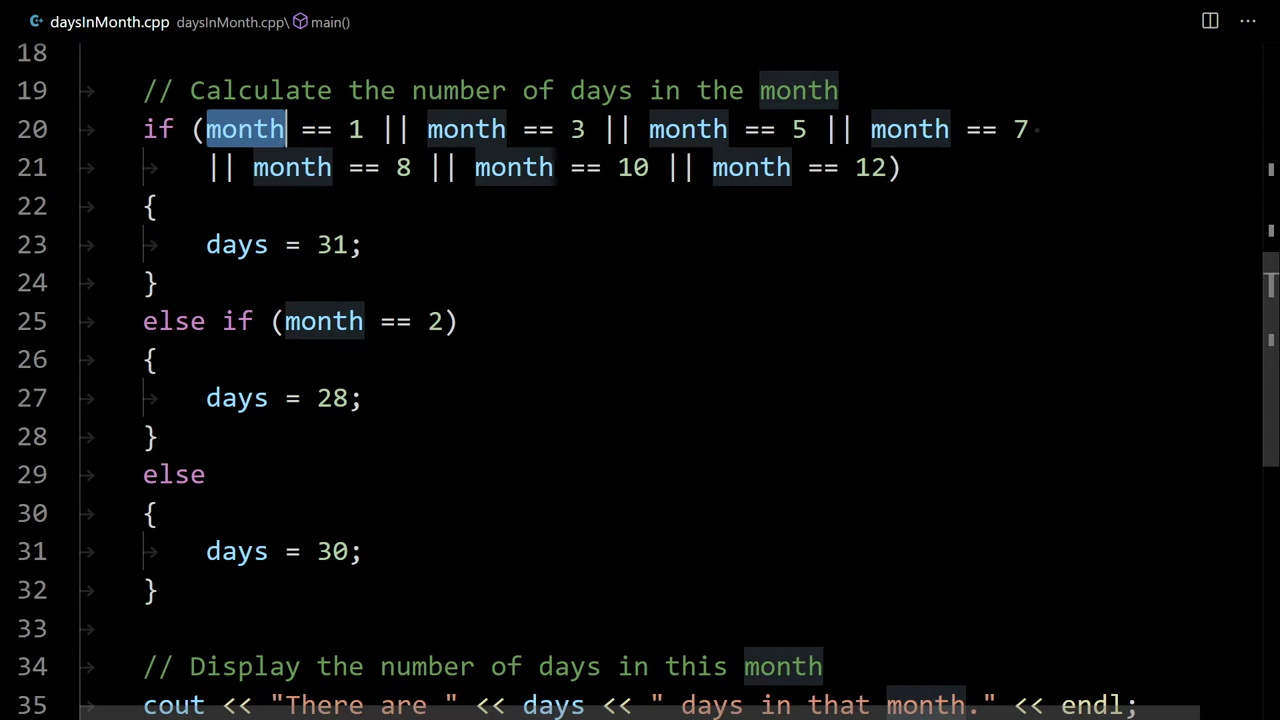 daysInMonth.cpp daysInMonth.cpp\ main()
18
19 // Calculate the number of days in the month
20 if (month == 1 || month == 3 || month == 5 || month == 7
21 || month == 8 || month == 10 || month == 12)
22 {
23 days = 31;
24 }
25 else if (month == 2)
26 {
27 days = 28;
28 }
29 else
30 {
31 days = 30;
32 }
33
34 // Display the number of days in this month
35 cout << "There are " << days << " days in that month." << endl;